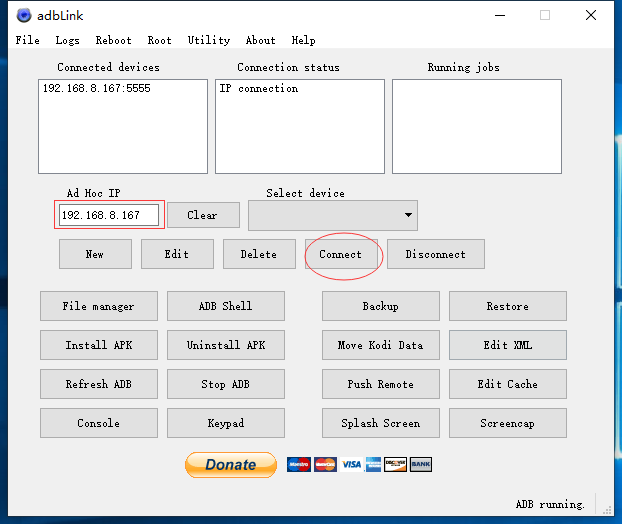 adbLink
File Logs Reboot Root Utility About Help
Connected devices Connection status Running jobs
192.168.8.167:5555 IP connection
Ad Hoc IP Select device
192.168.8.167 Clear
New Edit Delete Connect Disconnect
File manager ADB Shell Backup Restore
Install APK Uninstall APK Move Kodi Data Edit XML
Refresh ADB Stop ADB Push Remote Edit Cache
Console Keypad Splash Screen Screencap
Donate Maestro MasterCard VISA DISCOVER BANK
ADB running.